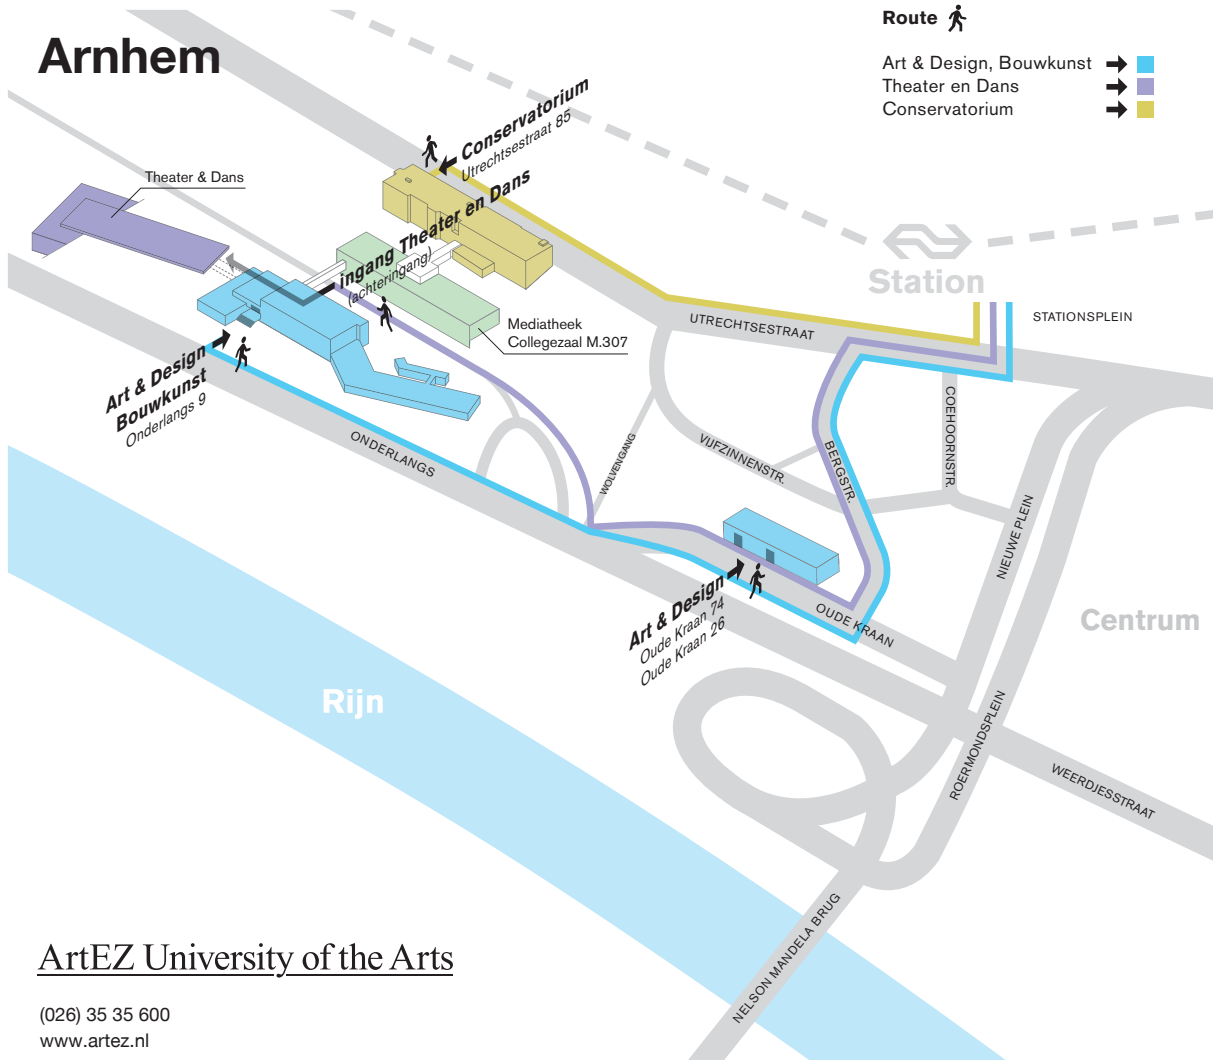 Arnhem
Route
Art & Design, Bouwkunst
Theater en Dans
Conservatorium
Conservatorium
Utrechtsestraat 85
Theater & Dans
ingang Theater en Dans
(achteringang)
Station
STATIONSPLEIN
UTRECHTSESTRAAT
Mediatheek
Collegezaal M.307
Art & Design
Bouwkunst
Onderlangs 9
ONDERLANGS
WOLVENGANG
VIJFZINNENSTR.
BERGSTR.
COEHOORNSTR.
NIEUWE PLEIN
Centrum
Art & Design
Oude Kraan 74
Oude Kraan 26
OUDE KRAAN
Rijn
ROERMONDSPLEIN
WEERDJESSTRAAT
NELSON MANDELA BRUG
ArtEZ University of the Arts
(026) 35 35 600
www.artez.nl